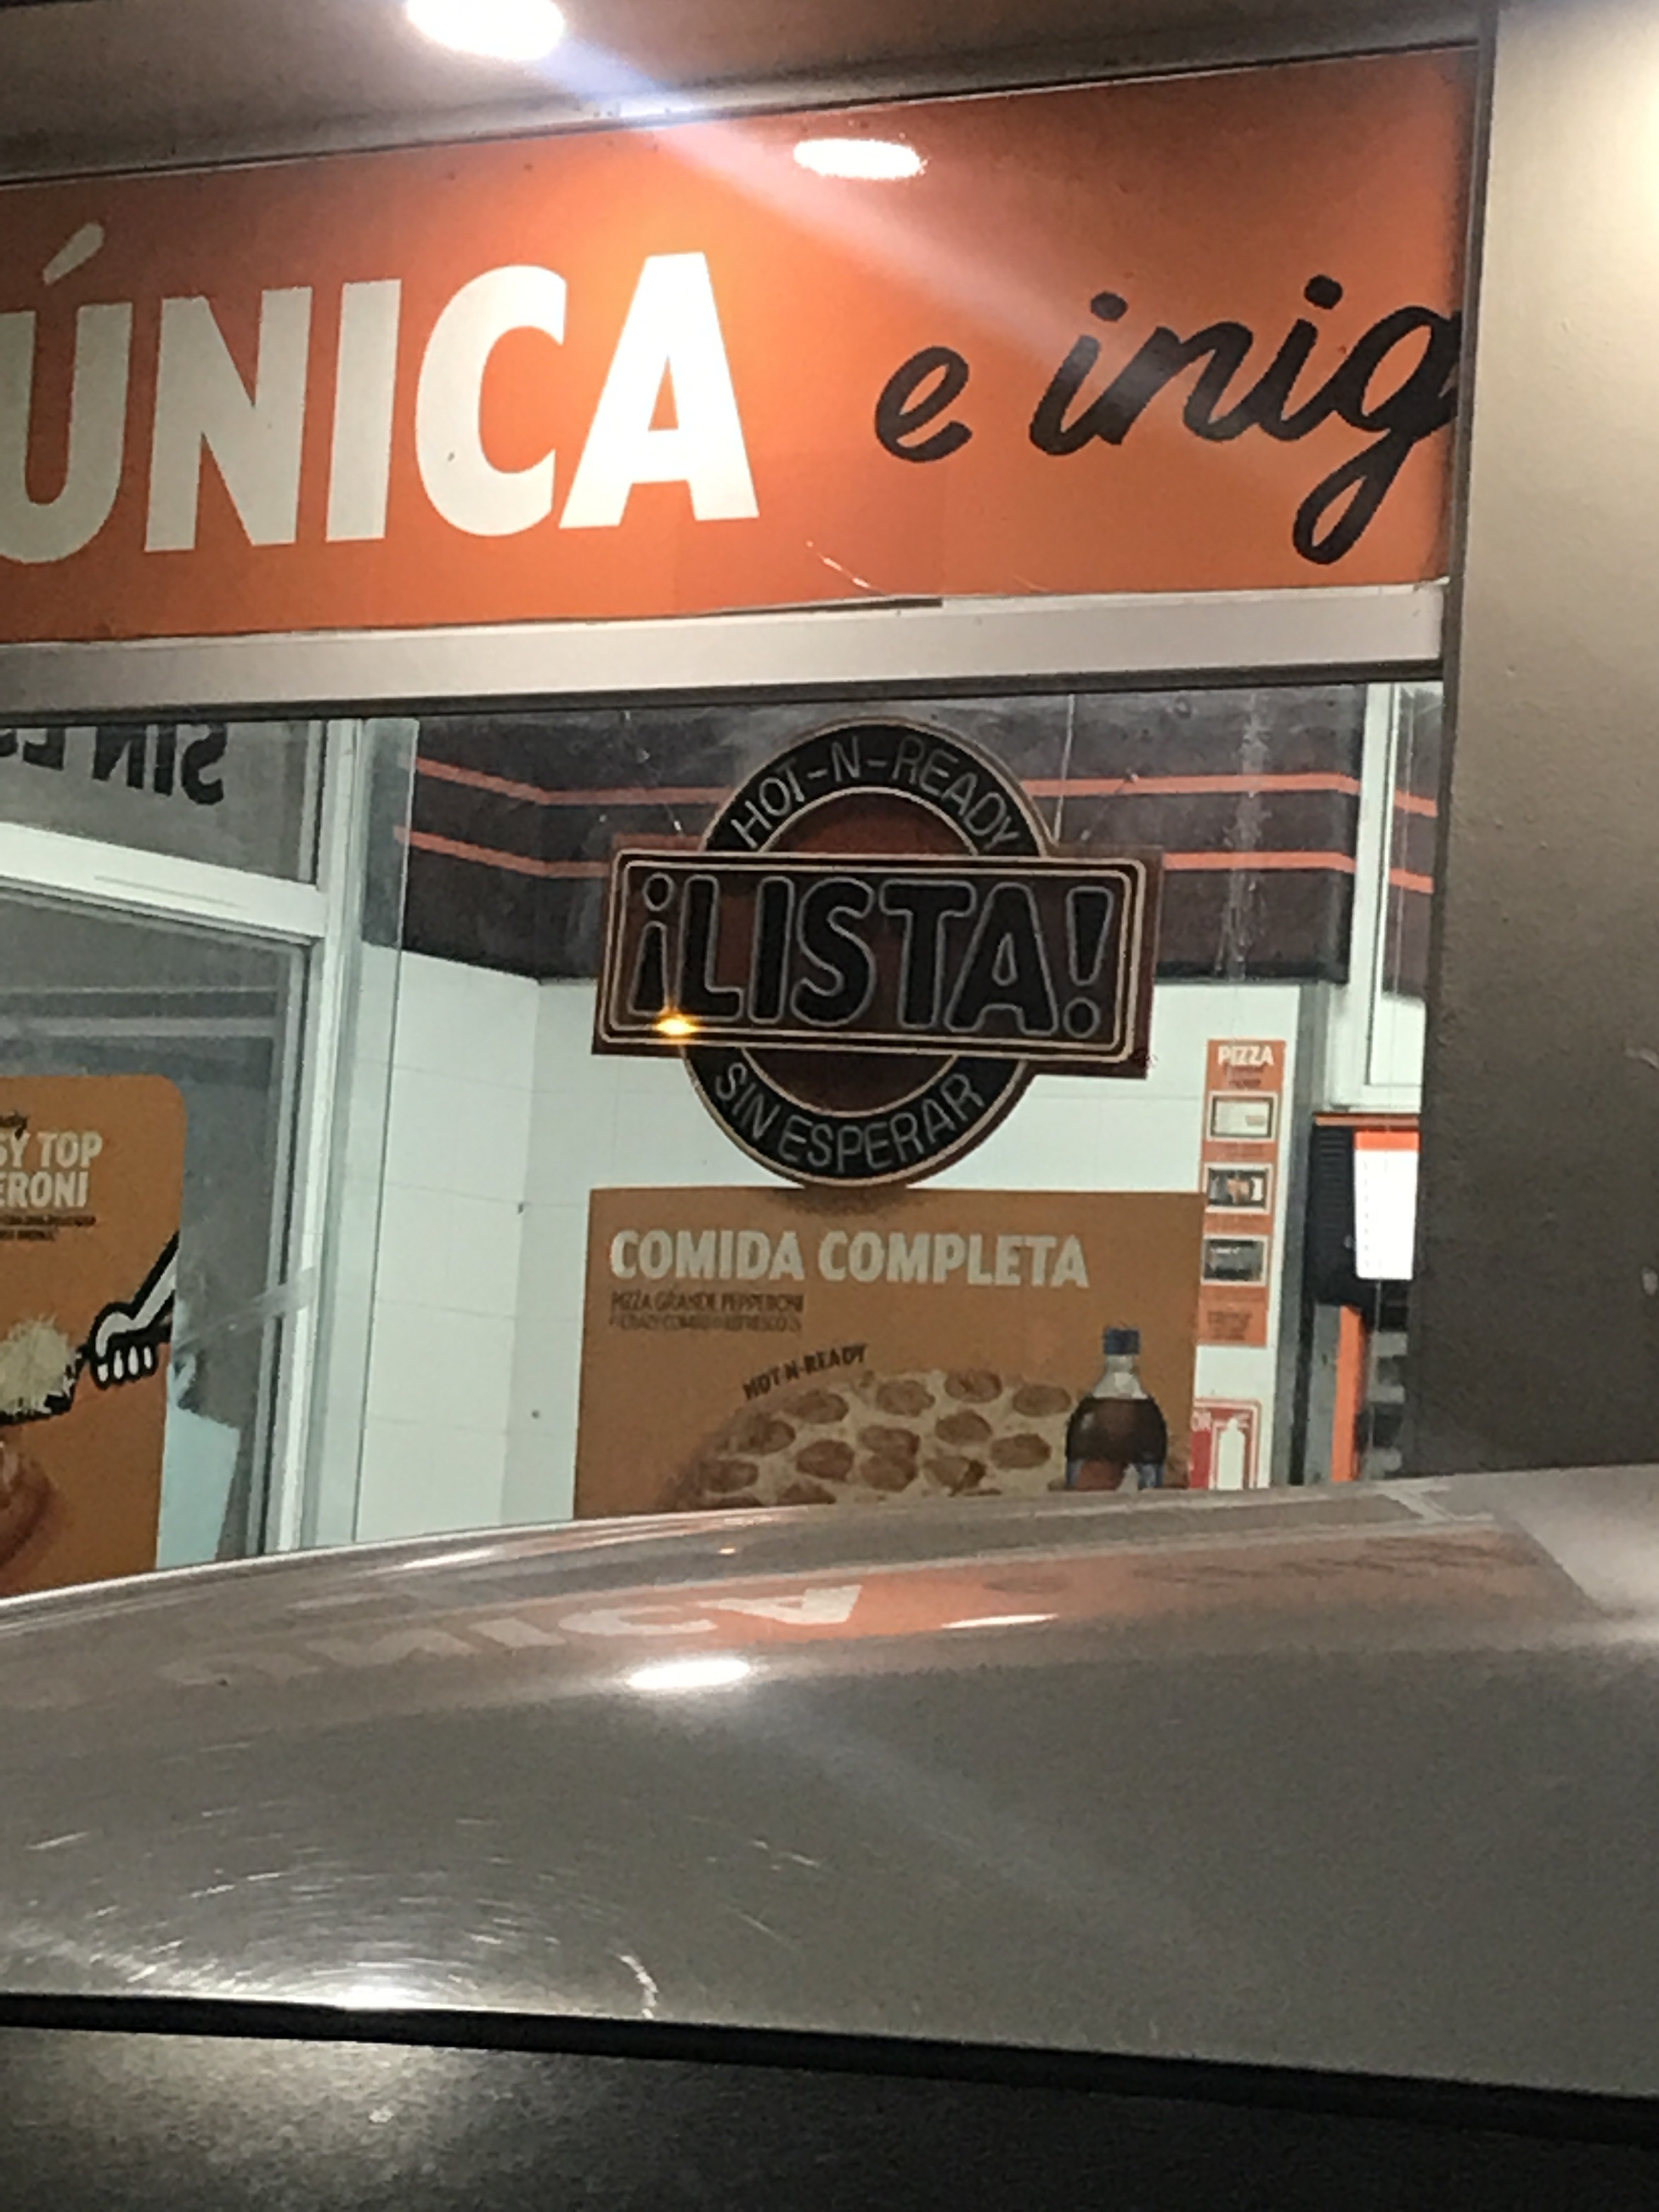 ÚNICA e inig
SIN ES
HOT-N-READY
¡LISTA!
SIN ESPERAR
PIZZA
SY TOP
ERONI
COMIDA COMPLETA
PIZZA GRANDE PEPPERONI
HOT-N-READY